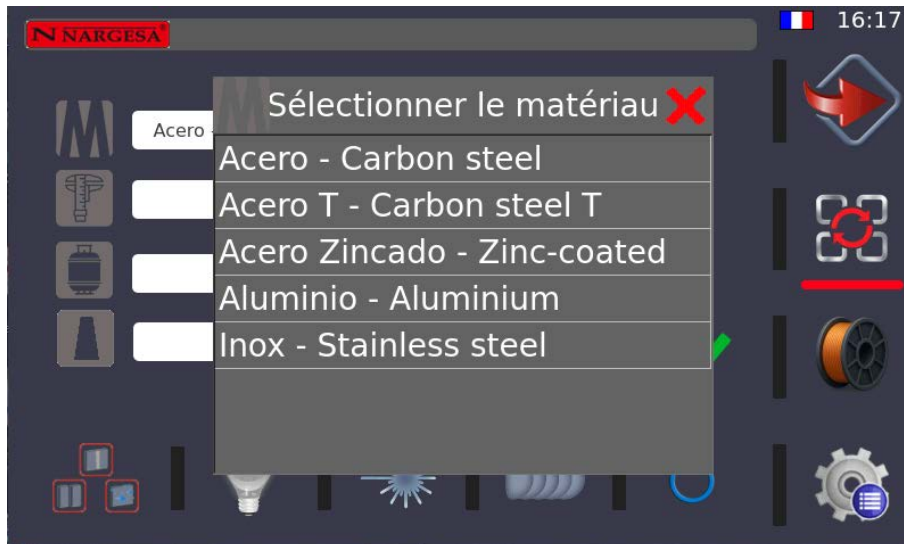 N NARGESA®
16:17
Sélectionner le matériau
Acero -
Acero - Carbon steel
Acero T - Carbon steel T
Acero Zincado - Zinc-coated
Aluminio - Aluminium
Inox - Stainless steel